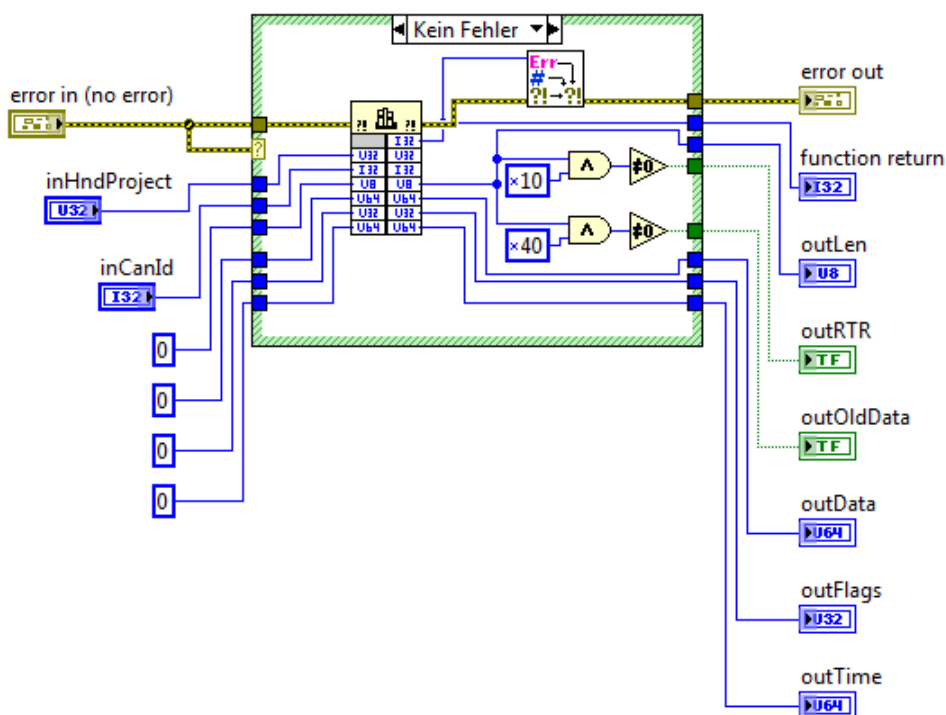 Kein Fehler
error in (no error)
Err
#
?!→?!
error out
?! ?!
I32
U32 U32
I32 I32
U8 U8
U64 U64
U32 U32
U64 U64
×10
∧
≠0
function return
I32
inHndProject
U32
×40
∧
≠0
outLen
U8
inCanId
I32
?
0
0
0
0
outRTR
TF
outOldData
TF
outData
U64
outFlags
U32
outTime
U64